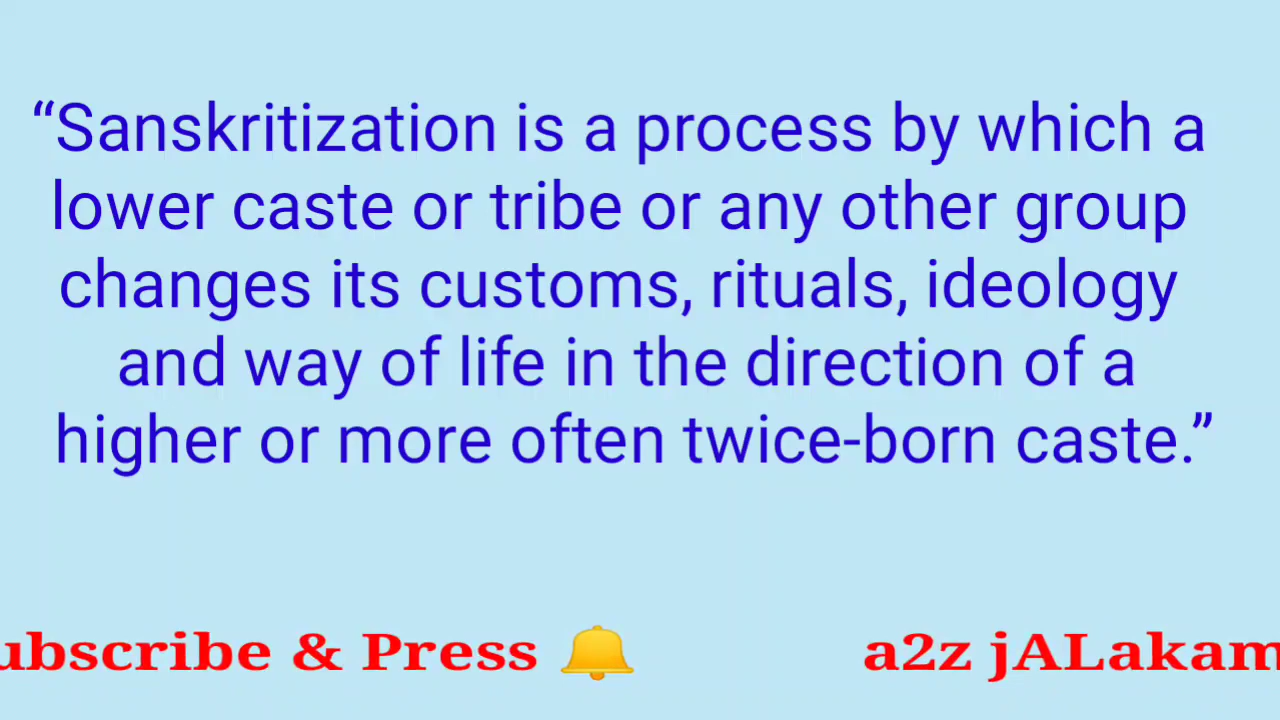 “Sanskritization is a process by which a
lower caste or tribe or any other group
changes its customs, rituals, ideology
and way of life in the direction of a
higher or more often twice-born caste.”
ubscribe & Press 🔔 a2z jALakam